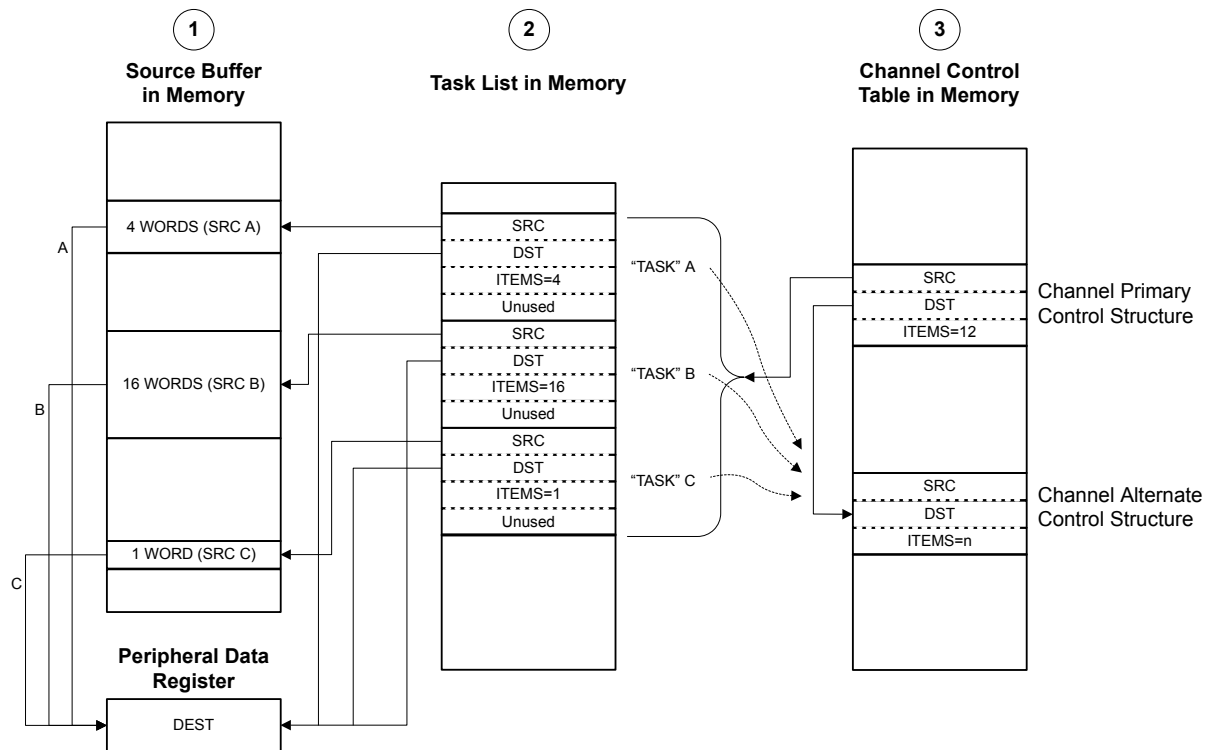 1
2
3
Source Buffer
in Memory
Task List in Memory
Channel Control
Table in Memory
4 WORDS (SRC A)
16 WORDS (SRC B)
1 WORD (SRC C)
A
B
C
Peripheral Data
Register
DEST
SRC
DST
ITEMS=4
Unused
SRC
DST
ITEMS=16
Unused
SRC
DST
ITEMS=1
Unused
“TASK” A
“TASK” B
“TASK” C
SRC
DST
ITEMS=12
Channel Primary
Control Structure
SRC
DST
ITEMS=n
Channel Alternate
Control Structure